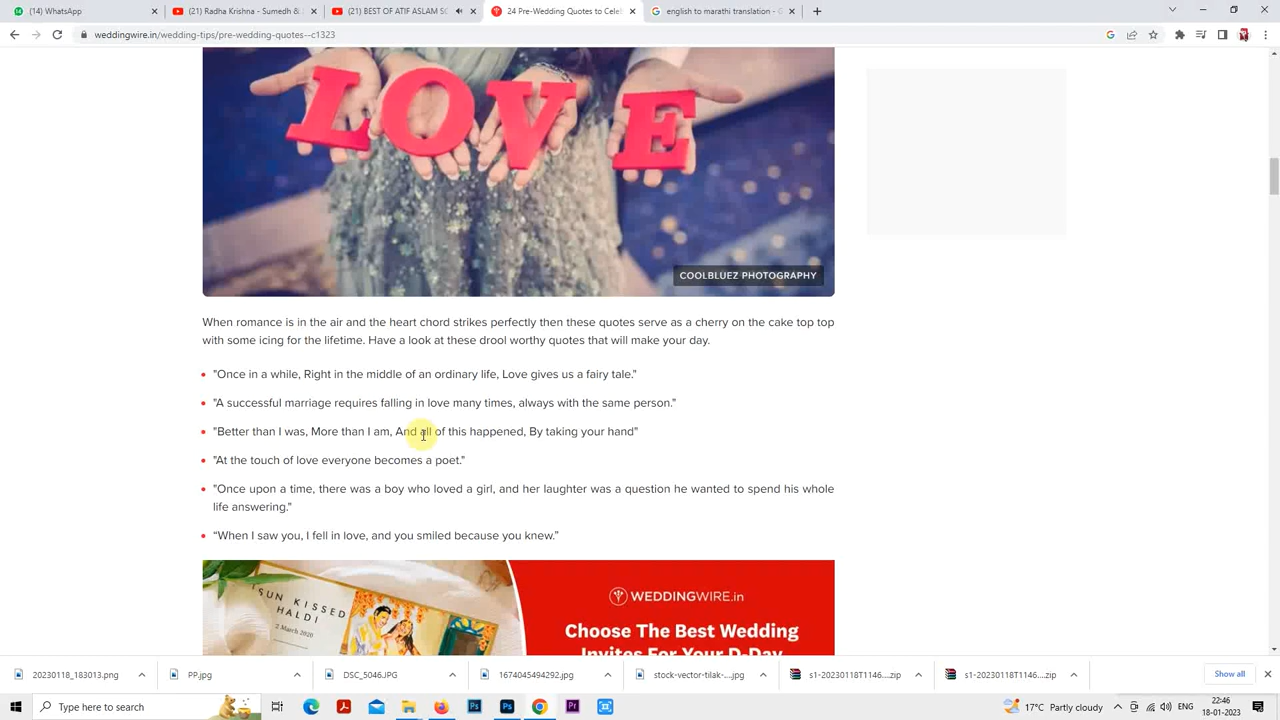 (14) WhatsApp
(21) Radha Krishna - Sumedh &
(21) BEST OF ATIF ASLAM SO
24 Pre-Wedding Quotes to Celeb
english to marathi translation - G
weddingwire.in/wedding-tips/pre-wedding-quotes--c1323
LOVE
COOLBLUEZ PHOTOGRAPHY
When romance is in the air and the heart chord strikes perfectly then these quotes serve as a cherry on the cake top top
with some icing for the lifetime. Have a look at these drool worthy quotes that will make your day.
"Once in a while, Right in the middle of an ordinary life, Love gives us a fairy tale."
"A successful marriage requires falling in love many times, always with the same person."
"Better than I was, More than I am, And all of this happened, By taking your hand"
"At the touch of love everyone becomes a poet."
"Once upon a time, there was a boy who loved a girl, and her laughter was a question he wanted to spend his whole
life answering."
“When I saw you, I fell in love, and you smiled because you knew.”
SUN KISSED
HALDI
2 March 2020
WEDDINGWIRE.in
Choose The Best Wedding
Invites For Your D-Day
20230118_183013.png
PP.jpg
DSC_5046.JPG
1674045494292.jpg
stock-vector-tilak-....jpg
s1-20230118T1146....zip
s1-20230118T1146....zip
Show all
Type here to search
17°C Partly cloudy
ENG
22:46
18-01-2023